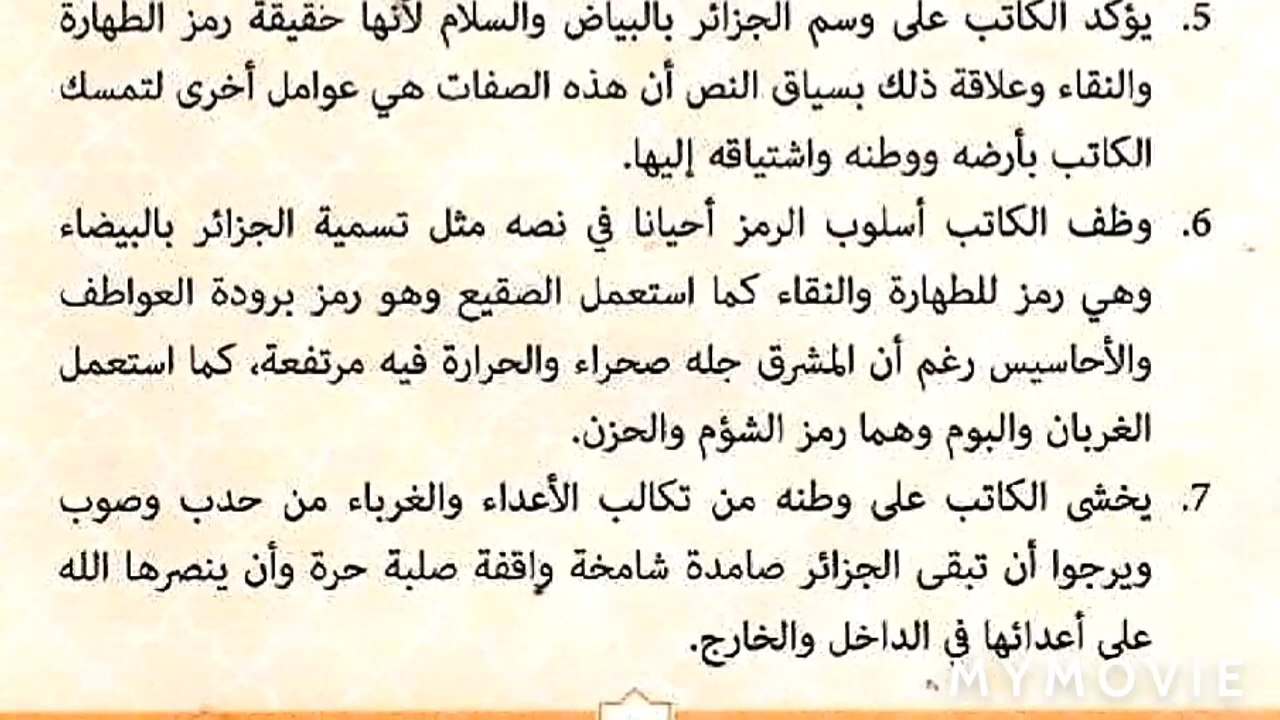 5. يؤكد الكاتب على وسم الجزائر بالبياض والسلام لأنها حقيقة رمز الطهارة
والنقاء وعلاقة ذلك بسياق النص أن هذه الصفات هي عوامل أخرى لتمسك
الكاتب بأرضه ووطنه واشتياقه إليها.
6. وظف الكاتب أسلوب الرمز أحيانا في نصه مثل تسمية الجزائر بالبيضاء
وهي رمز للطهارة والنقاء كما استعمل الصقيع وهو رمز برودة العواطف
والأحاسيس رغم أن المشرق جله صحراء والحرارة فيه مرتفعة، كما استعمل
الغربان والبوم وهما رمز الشؤم والحزن.
7. يخشى الكاتب على وطنه من تكالب الأعداء والغرباء من حدب وصوب
ويرجوا أن تبقى الجزائر صامدة شامخة واقفة صلبة حرة وأن ينصرها الله
على أعدائها في الداخل والخارج.
MYMOVIE